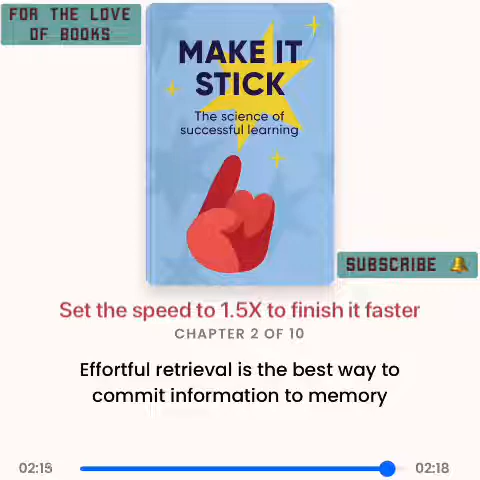 FOR THE LOVE
OF BOOKS
MAKE IT
STICK
The science of
successful learning
SUBSCRIBE
Set the speed to 1.5X to finish it faster
CHAPTER 2 OF 10
Effortful retrieval is the best way to
commit information to memory
02:15
02:18